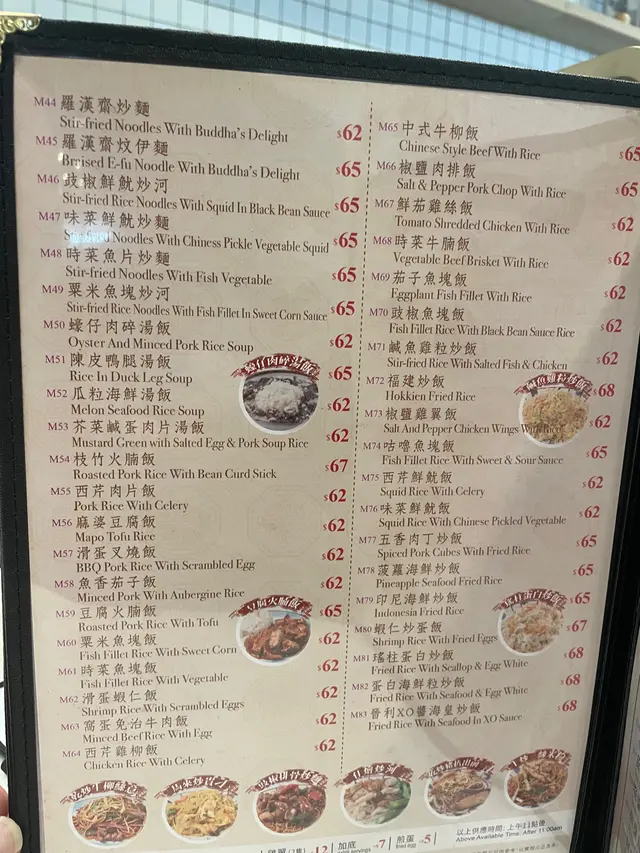 M44 羅漢齋炒麵
Stir-fried Noodles With Buddha's Delight $62
M45 羅漢齋炆伊麵
Braised E-fu Noodle With Buddha's Delight $65
M46 豉椒鮮魷炒河
Stir-fried Rice Noodles With Squid In Black Bean Sauce $65
M47 味菜鮮魷炒麵
Stir-fried Noodles With Chiness Pickle Vegetable Squid $65
M48 時菜魚片炒麵
Stir-fried Noodles With Fish Vegetable $65
M49 粟米魚塊炒河
Stir-fried Rice Noodles With Fish Fillet In Sweet Corn Sauce $65
M50 蠔仔肉碎湯飯
Oyster And Minced Pork Rice Soup $62
M51 陳皮鴨腿湯飯
Rice In Duck Leg Soup $65
M52 瓜粒海鮮湯飯
Melon Seafood Rice Soup $62
M53 芥菜鹹蛋肉片湯飯
Mustard Green with Salted Egg & Pork Soup Rice $62
M54 枝竹火腩飯
Roasted Pork Rice With Bean Curd Stick $67
M55 西芹肉片飯
Pork Rice With Celery $62
M56 麻婆豆腐飯
Mapo Tofu Rice $62
M57 滑蛋叉燒飯
BBQ Pork Rice With Scrambled Egg $62
M58 魚香茄子飯
Minced Pork With Aubergine Rice $62
M59 豆腐火腩飯
Roasted Pork Rice With Tofu $65
M60 粟米魚塊飯
Fish Fillet Rice With Sweet Corn $62
M61 時菜魚塊飯
Fish Fillet Rice With Vegetable $62
M62 滑蛋蝦仁飯
Shrimp Rice With Scrambled Eggs $62
M63 窩蛋免治牛肉飯
Minced Beef Rice With Egg $62
M64 西芹雞柳飯
Chicken Rice With Celery $62
蠔仔肉碎湯飯
豆腐火腩飯
M65 中式牛柳飯
Chinese Style Beef With Rice $65
M66 椒鹽肉排飯
Salt & Pepper Pork Chop With Rice $65
M67 鮮茄雞絲飯
Tomato Shredded Chicken With Rice $62
M68 時菜牛腩飯
Vegetable Beef Brisket With Rice $62
M69 茄子魚塊飯
Eggplant Fish Fillet With Rice $62
M70 豉椒魚塊飯
Fish Fillet Rice With Black Bean Sauce Rice $62
M71 鹹魚雞粒炒飯
Stir-fried Rice With Salted Fish & Chicken $62
M72 福建炒飯
Hokkien Fried Rice $68
M73 椒鹽雞翼飯
Salt And Pepper Chicken Wings With Rice $62
M74 咕嚕魚塊飯
Fish Fillet Rice With Sweet & Sour Sauce $65
M75 西芹鮮魷飯
Squid Rice With Celery $62
M76 味菜鮮魷飯
Squid Rice With Chinese Pickled Vegetable $62
M77 五香肉丁炒飯
Spiced Pork Cubes With Fried Rice $65
M78 菠蘿海鮮炒飯
Pineapple Seafood Fried Rice $65
M79 印尼海鮮炒飯
Indonesia Fried Rice $65
M80 蝦仁炒蛋飯
Shrimp Rice With Fried Eggs $67
M81 瑤柱蛋白炒飯
Fried Rice With Scallop & Egg White $68
M82 蛋白海鮮粒炒飯
Fried Rice With Seafood & Egg White $68
M83 晉利XO醬海皇炒飯
Fried Rice With Seafood In XO Sauce $68
鹹魚雞粒炒飯
瑤柱蛋白炒飯
加底 $7
煎蛋 Fried egg $5
$12
以上供應時間: 上午11點後
Above Available Time: After 11:00am